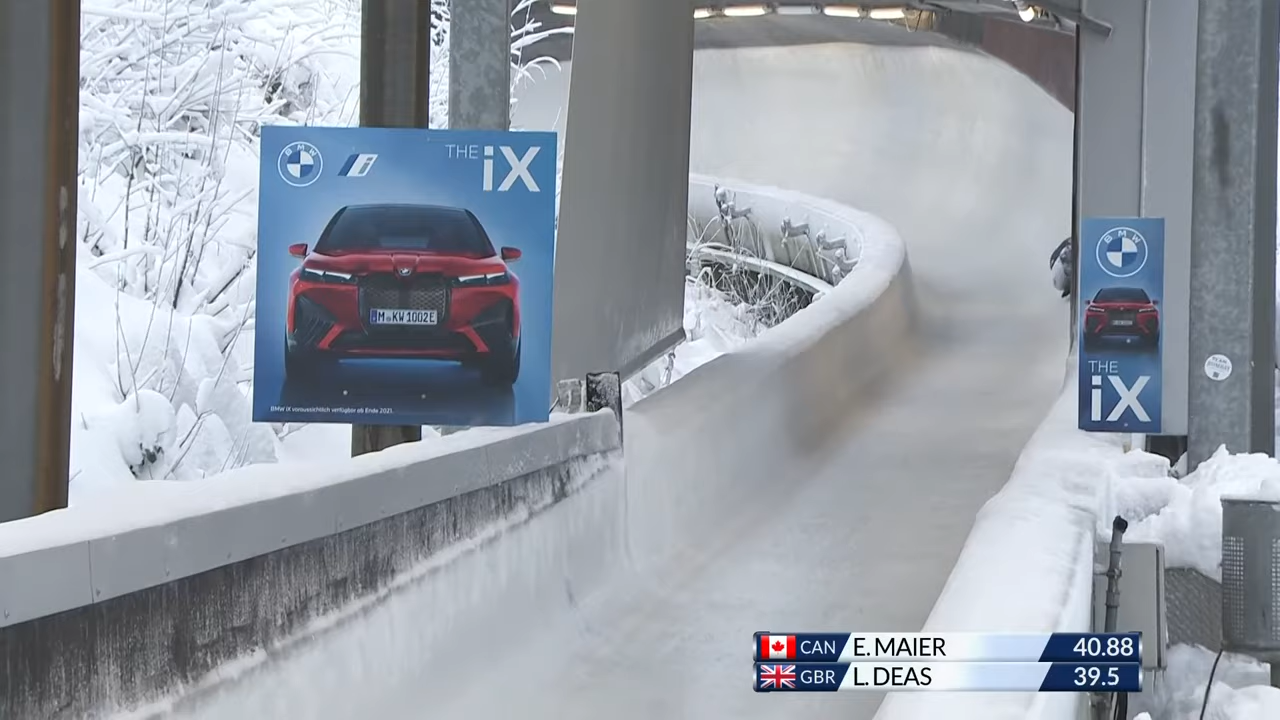 BMW
THE iX
M KW 1002E
BMW iX voraussichtlich verfügbar ab Ende 2021.
BMW
THE
iX
CAN E. MAIER 40.88
GBR L. DEAS 39.5